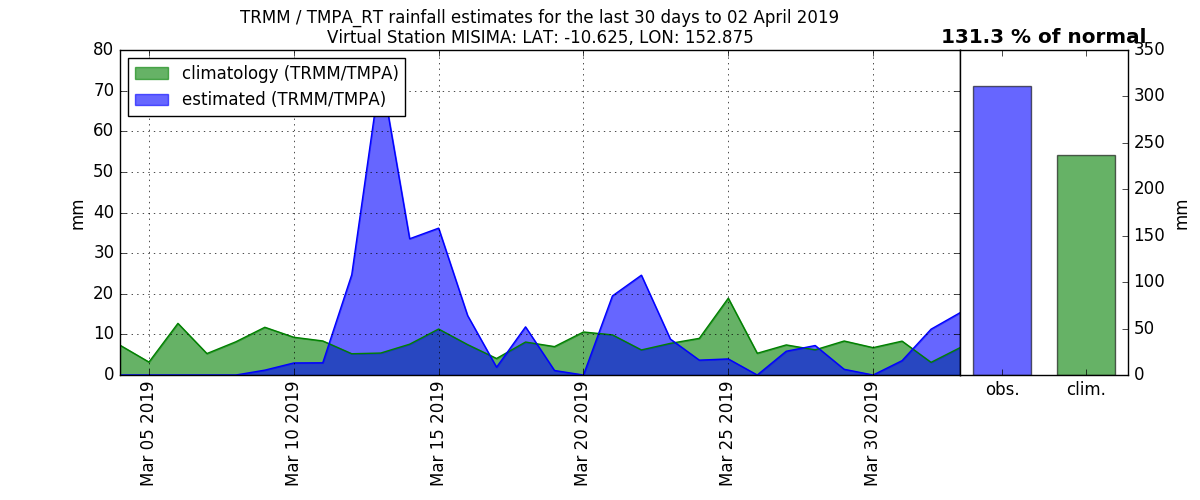 TRMM / TMPA_RT rainfall estimates for the last 30 days to 02 April 2019
Virtual Station MISIMA: LAT: -10.625, LON: 152.875
131.3 % of normal
climatology (TRMM/TMPA)
estimated (TRMM/TMPA)
mm
80
70
60
50
40
30
20
10
0
Mar 05 2019
Mar 10 2019
Mar 15 2019
Mar 20 2019
Mar 25 2019
Mar 30 2019
obs.
clim.
350
300
250
200
150
100
50
0
mm